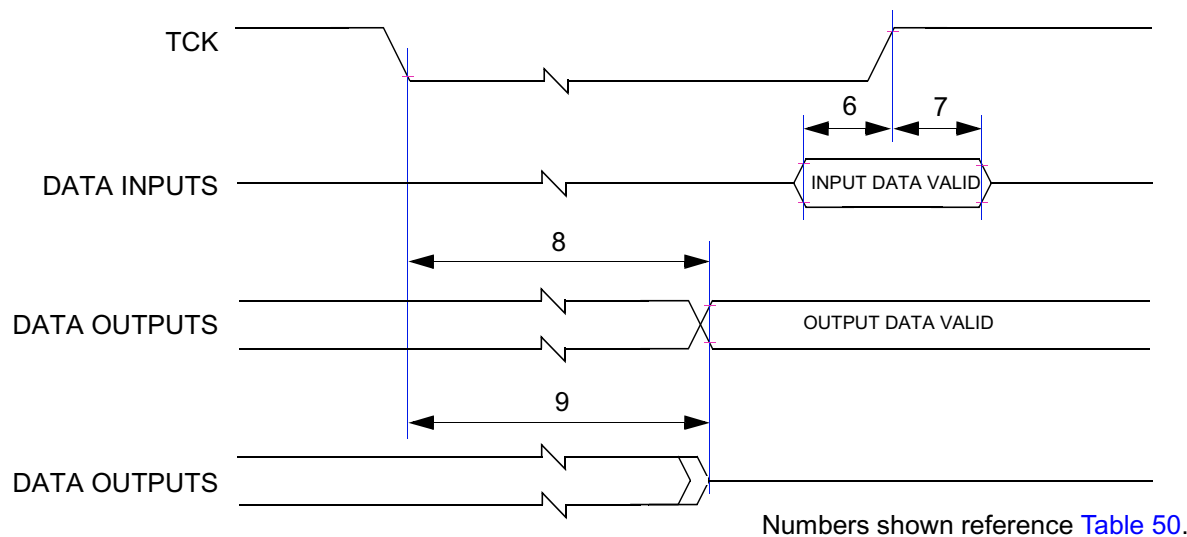 TCK
6
7
DATA INPUTS
INPUT DATA VALID
8
DATA OUTPUTS
OUTPUT DATA VALID
9
DATA OUTPUTS
Numbers shown reference Table 50.